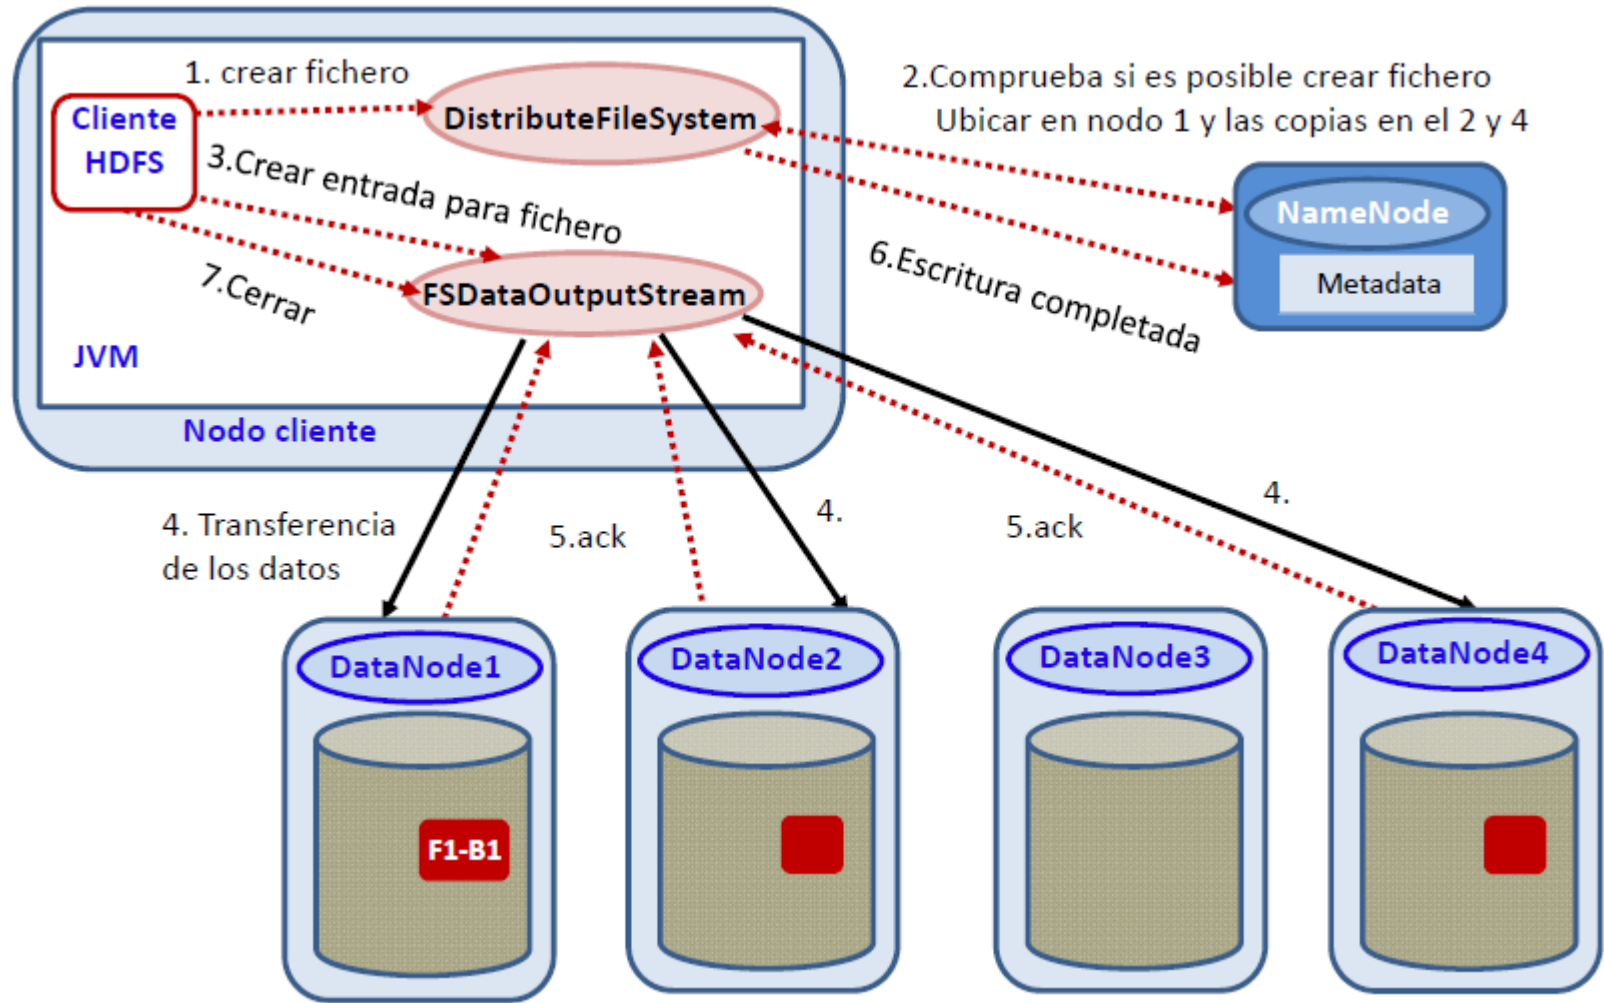 1. crear fichero
2.Comprueba si es posible crear fichero
Ubicar en nodo 1 y las copias en el 2 y 4
Cliente
HDFS
DistributeFileSystem
3.Crear entrada para fichero
NameNode
Metadata
6.Escritura completada
7.Cerrar
FSDataOutputStream
JVM
Nodo cliente
4. Transferencia
de los datos
5.ack
4.
5.ack
4.
DataNode1
DataNode2
DataNode3
DataNode4
F1-B1